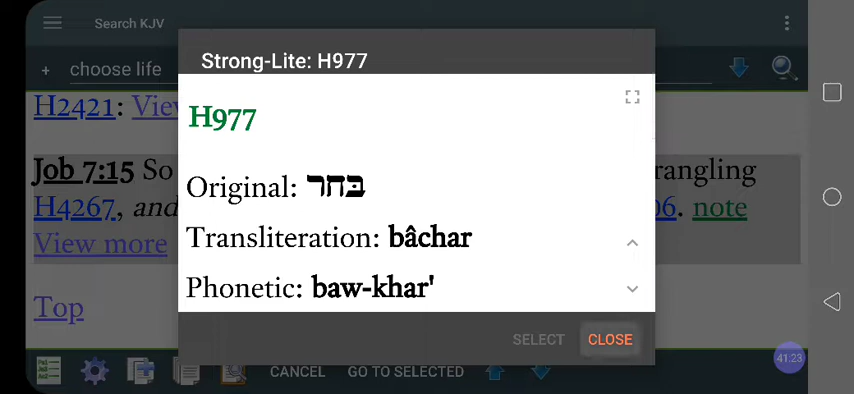 Search KJV
+ choose life
Strong-Lite: H977
H2421: View
H977
Job 7:15 So
rangling
Original: בּחר
H4267, and
06. note
View more
Transliteration: bâchar
Phonetic: baw-khar'
Top
SELECT CLOSE
41.23
CANCEL GO TO SELECTED